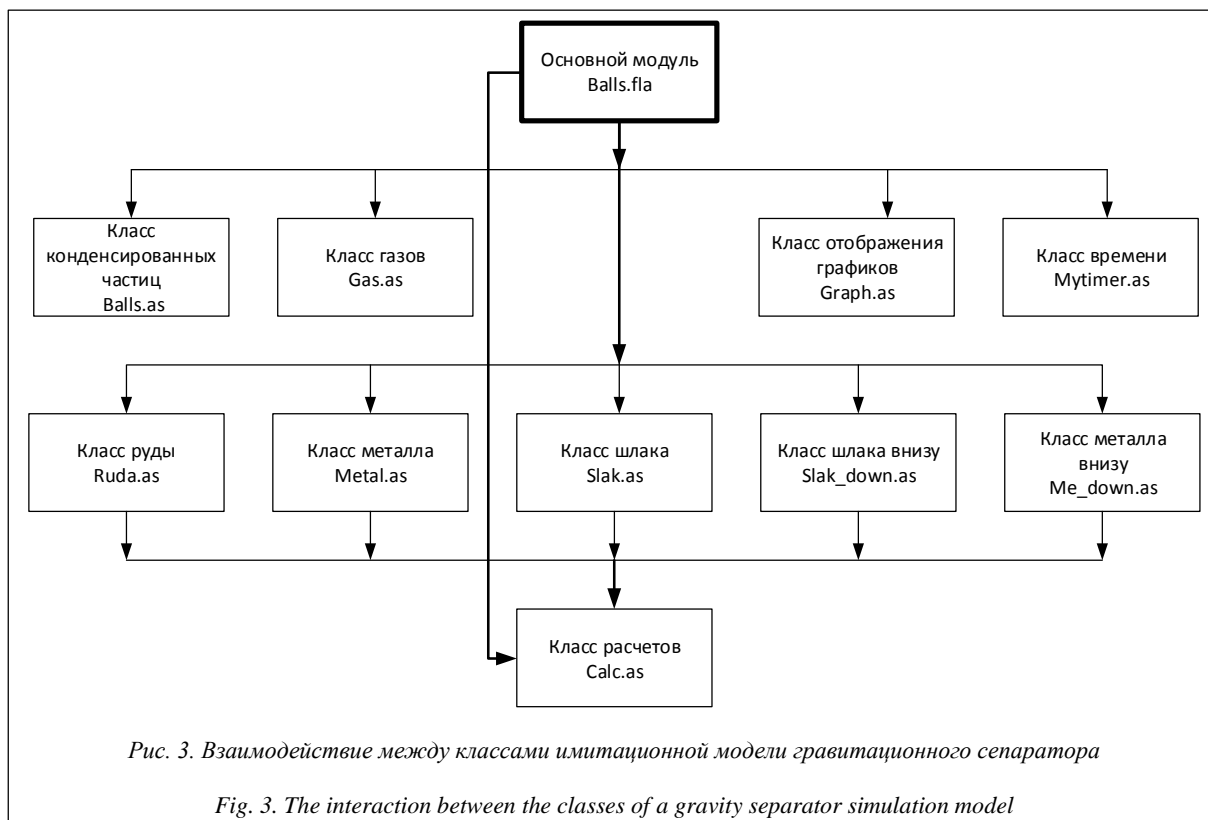 Основной модуль
Balls.fla
Класс
конденсированных
частиц
Balls.as
Класс газов
Gas.as
Класс отображения
графиков
Graph.as
Класс времени
Mytimer.as
Класс руды
Ruda.as
Класс металла
Metal.as
Класс шлака
Slak.as
Класс шлака внизу
Slak_down.as
Класс металла
внизу
Me_down.as
Класс расчетов
Calc.as
Рис. 3. Взаимодействие между классами имитационной модели гравитационного сепаратора
Fig. 3. The interaction between the classes of a gravity separator simulation model